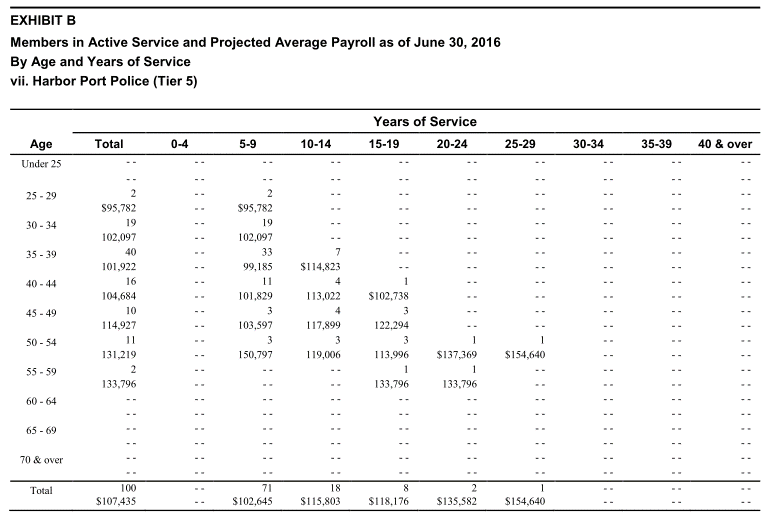 EXHIBIT B
Members in Active Service and Projected Average Payroll as of June 30, 2016
By Age and Years of Service
vii. Harbor Port Police (Tier 5)
Years of Service
Age Total 0-4 5-9 10-14 15-19 20-24 25-29 30-34 35-39 40 & over
Under 25 -- -- -- -- -- -- -- -- -- --
-- -- -- -- -- -- -- -- -- --
25 - 29 2 -- 2 -- -- -- -- -- -- --
$95,782 -- $95,782 -- -- -- -- -- -- --
30 - 34 19 -- 19 -- -- -- -- -- -- --
102,097 -- 102,097 -- -- -- -- -- -- --
35 - 39 40 -- 33 7 -- -- -- -- -- --
101,922 -- 99,185 $114,823 -- -- -- -- -- --
40 - 44 16 -- 11 4 1 -- -- -- -- --
104,684 -- 101,829 113,022 $102,738 -- -- -- -- --
45 - 49 10 -- 3 4 3 -- -- -- -- --
114,927 -- 103,597 117,899 122,294 -- -- -- -- --
50 - 54 11 -- 3 3 3 1 1 -- -- --
131,219 -- 150,797 119,006 113,996 $137,369 $154,640 -- -- --
55 - 59 2 -- -- -- 1 1 -- -- -- --
133,796 -- -- -- 133,796 133,796 -- -- -- --
60 - 64 -- -- -- -- -- -- -- -- -- --
-- -- -- -- -- -- -- -- -- --
65 - 69 -- -- -- -- -- -- -- -- -- --
-- -- -- -- -- -- -- -- -- --
70 & over -- -- -- -- -- -- -- -- -- --
-- -- -- -- -- -- -- -- -- --
Total 100 -- 71 18 8 2 1 -- -- --
$107,435 -- $102,645 $115,803 $118,176 $135,582 $154,640 -- -- --